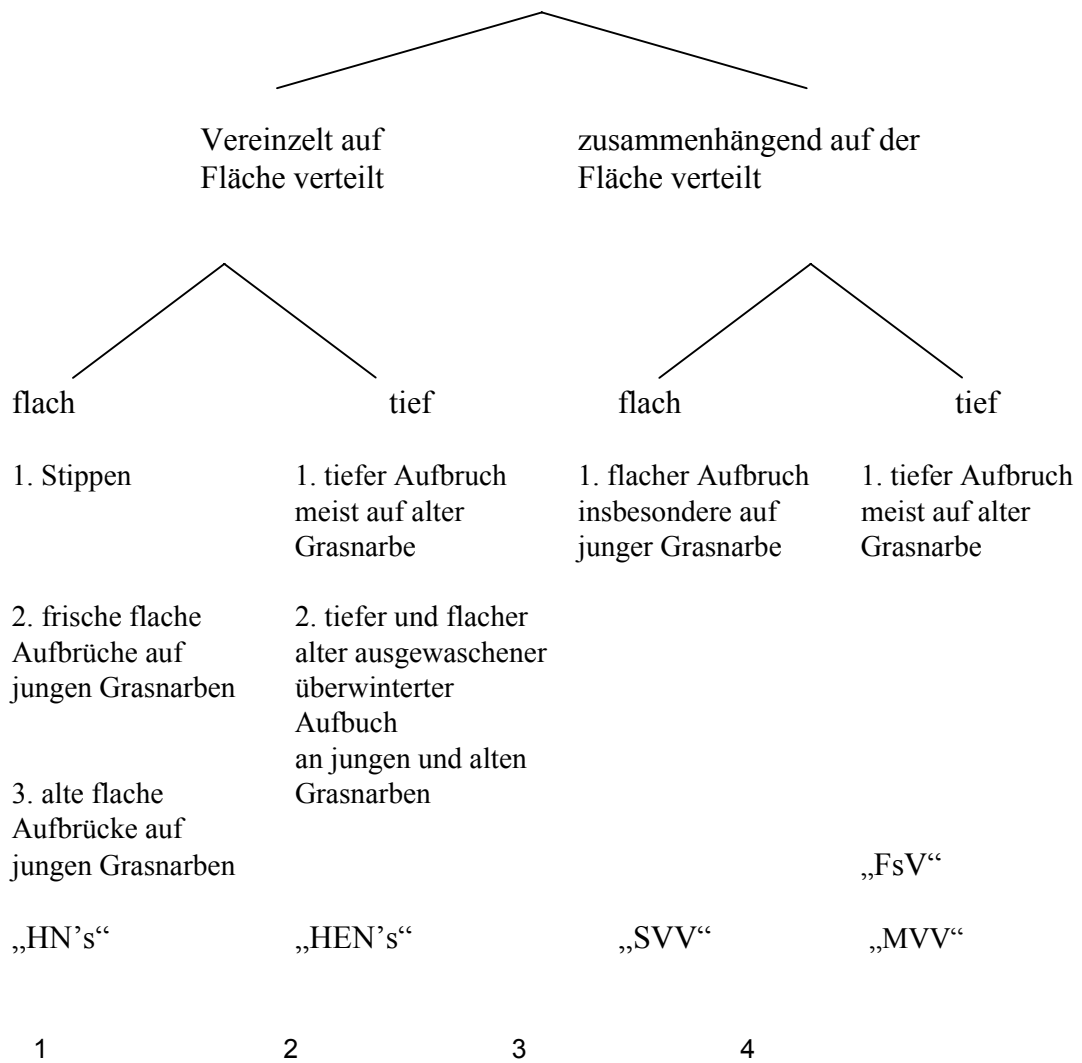 Vereinzelt auf
Fläche verteilt
zusammenhängend auf der
Fläche verteilt
flach
tief
flach
tief
1. Stippen
2. frische flache
Aufbrüche auf
jungen Grasnarben
3. alte flache
Aufbrücke auf
jungen Grasnarben
„HN’s“
1. tiefer Aufbruch
meist auf alter
Grasnarbe
2. tiefer und flacher
alter ausgewaschener
überwinterter
Aufbuch
an jungen und alten
Grasnarben
„HEN’s“
1. flacher Aufbruch
insbesondere auf
junger Grasnarbe
„SVV“
1. tiefer Aufbruch
meist auf alter
Grasnarbe
„FsV“
„MVV“
1
2
3
4